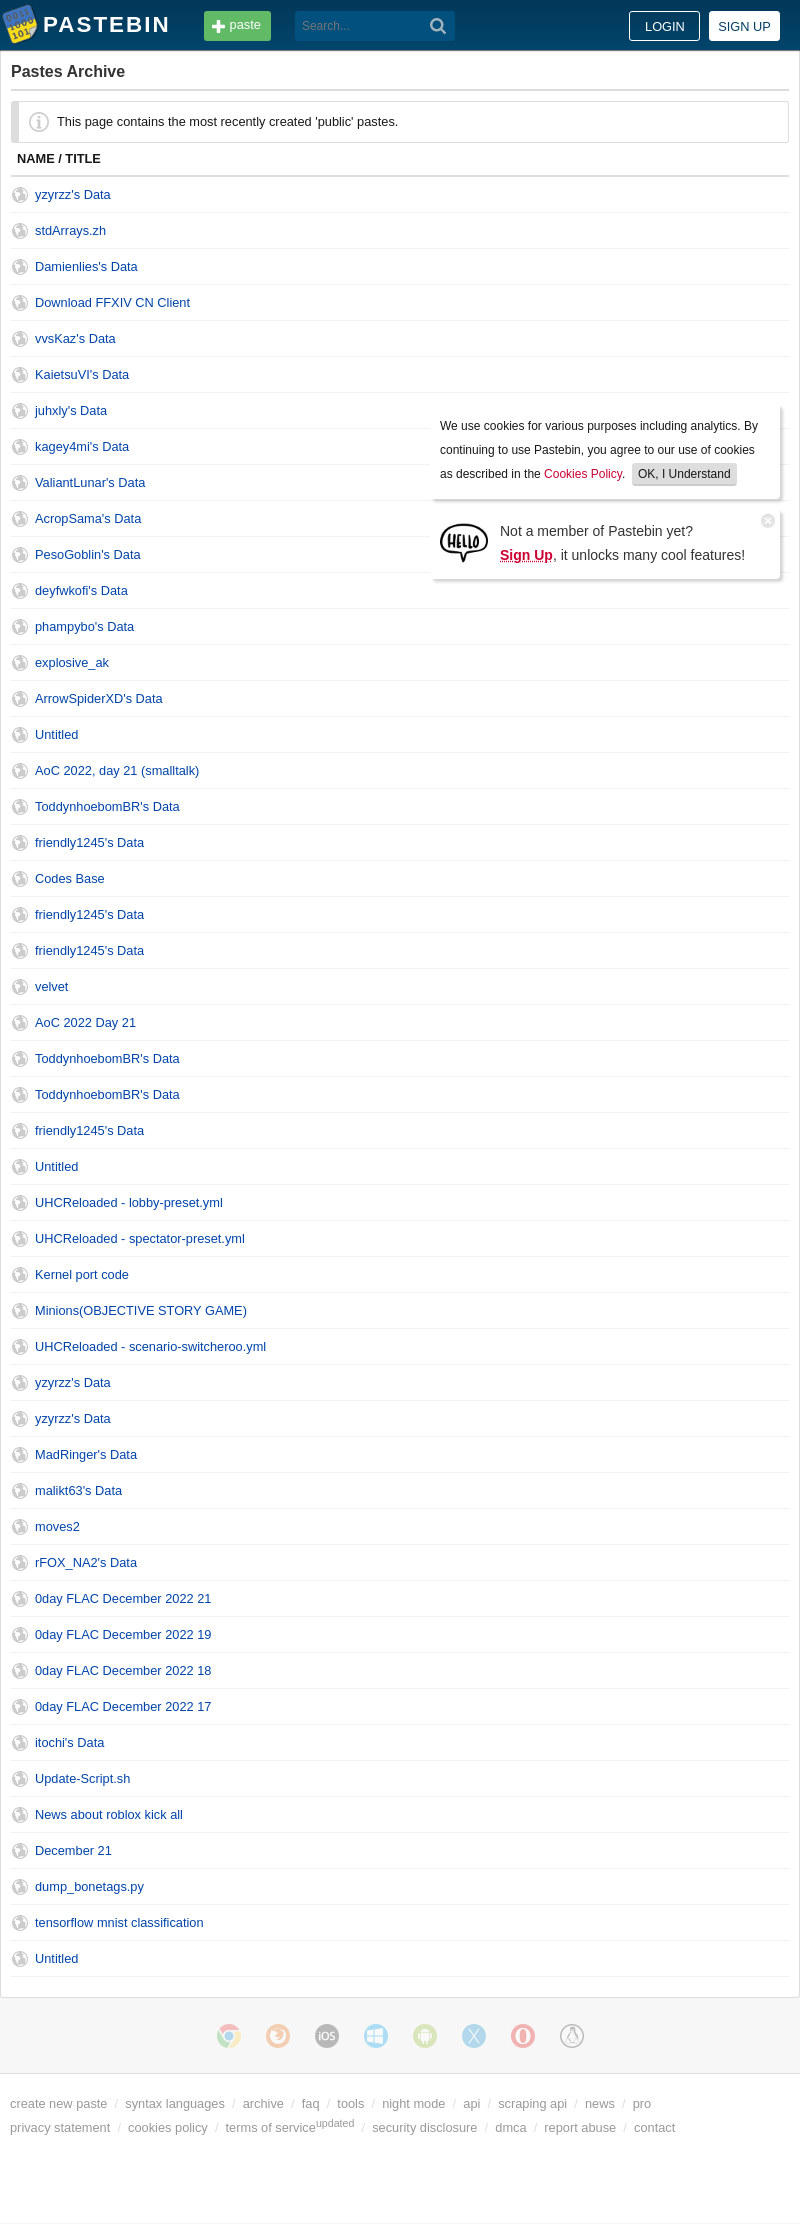 PASTEBIN
paste
Search...
LOGIN
SIGN UP
Pastes Archive
This page contains the most recently created 'public' pastes.
NAME / TITLE
yzyrzz's Data
stdArrays.zh
Damienlies's Data
Download FFXIV CN Client
vvsKaz's Data
KaietsuVI's Data
juhxly's Data
kagey4mi's Data
ValiantLunar's Data
AcropSama's Data
PesoGoblin's Data
We use cookies for various purposes including analytics. By
continuing to use Pastebin, you agree to our use of cookies
as described in the Cookies Policy. OK, I Understand
HELLO
Not a member of Pastebin yet?
Sign Up, it unlocks many cool features!
deyfwkofi's Data
phampybo's Data
explosive_ak
ArrowSpiderXD's Data
Untitled
AoC 2022, day 21 (smalltalk)
ToddynhoebomBR's Data
friendly1245's Data
Codes Base
friendly1245's Data
friendly1245's Data
velvet
AoC 2022 Day 21
ToddynhoebomBR's Data
ToddynhoebomBR's Data
friendly1245's Data
Untitled
UHCReloaded - lobby-preset.yml
UHCReloaded - spectator-preset.yml
Kernel port code
Minions(OBJECTIVE STORY GAME)
UHCReloaded - scenario-switcheroo.yml
yzyrzz's Data
yzyrzz's Data
MadRinger's Data
malikt63's Data
moves2
rFOX_NA2's Data
0day FLAC December 2022 21
0day FLAC December 2022 19
0day FLAC December 2022 18
0day FLAC December 2022 17
itochi's Data
Update-Script.sh
News about roblox kick all
December 21
dump_bonetags.py
tensorflow mnist classification
Untitled
iOS
create new paste / syntax languages / archive / faq / tools / night mode / api / scraping api / news / pro
privacy statement / cookies policy / terms of service updated / security disclosure / dmca / report abuse / contact